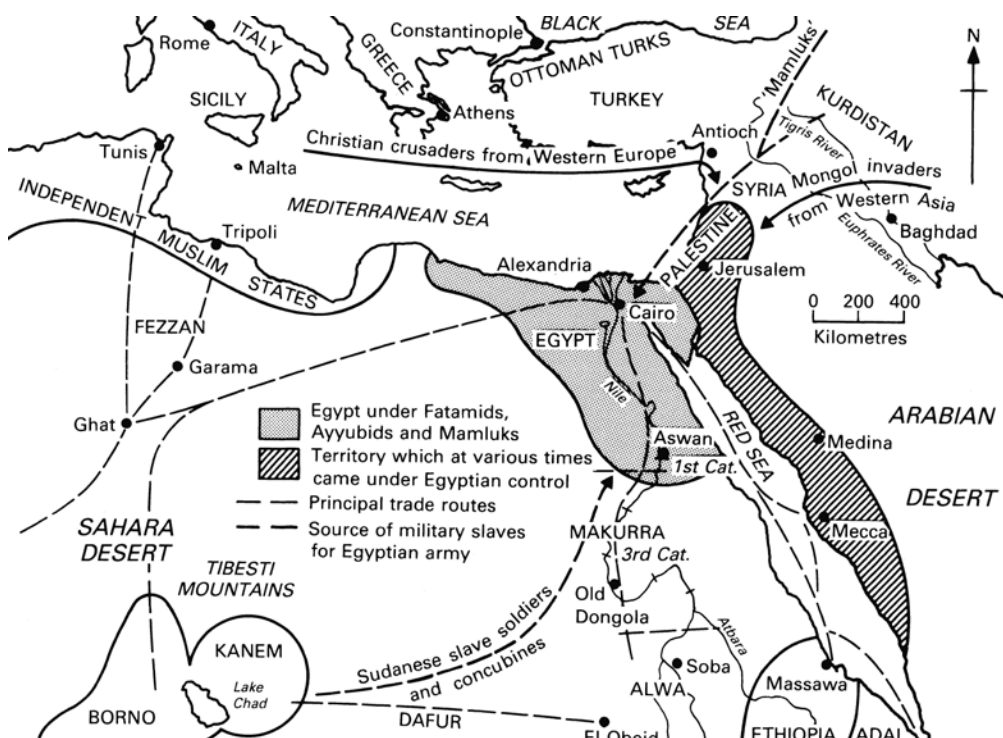 BLACK SEA
Constantinople
ITALY
Rome
GREECE
OTTOMAN TURKS
N
'Mamluks'
KURDISTAN
SICILY
Athens
TURKEY
Tigris River
Antioch
Tunis
Malta
Christian crusaders from Western Europe
SYRIA
Mongol invaders
from Western Asia
INDEPENDENT MUSLIM STATES
MEDITERRANEAN SEA
PALESTINE
Euphrates River
Baghdad
Tripoli
Alexandria
Jerusalem
0 200 400
Kilometres
Cairo
FEZZAN
EGYPT
Garama
Nile
Ghat
Egypt under Fatamids,
Ayyubids and Mamluks
Territory which at various times
came under Egyptian control
Principal trade routes
Source of military slaves
for Egyptian army
Aswan
1st Cat.
RED SEA
ARABIAN
DESERT
Medina
Mecca
SAHARA
DESERT
MAKURRA
3rd Cat.
TIBESTI
MOUNTAINS
Old
Dongola
Atbara
KANEM
Lake
Chad
Sudanese slave soldiers
and concubines
Soba
ALWA
Massawa
BORNO
DAFUR
El Obeid
ETHIOPIA
ADAL